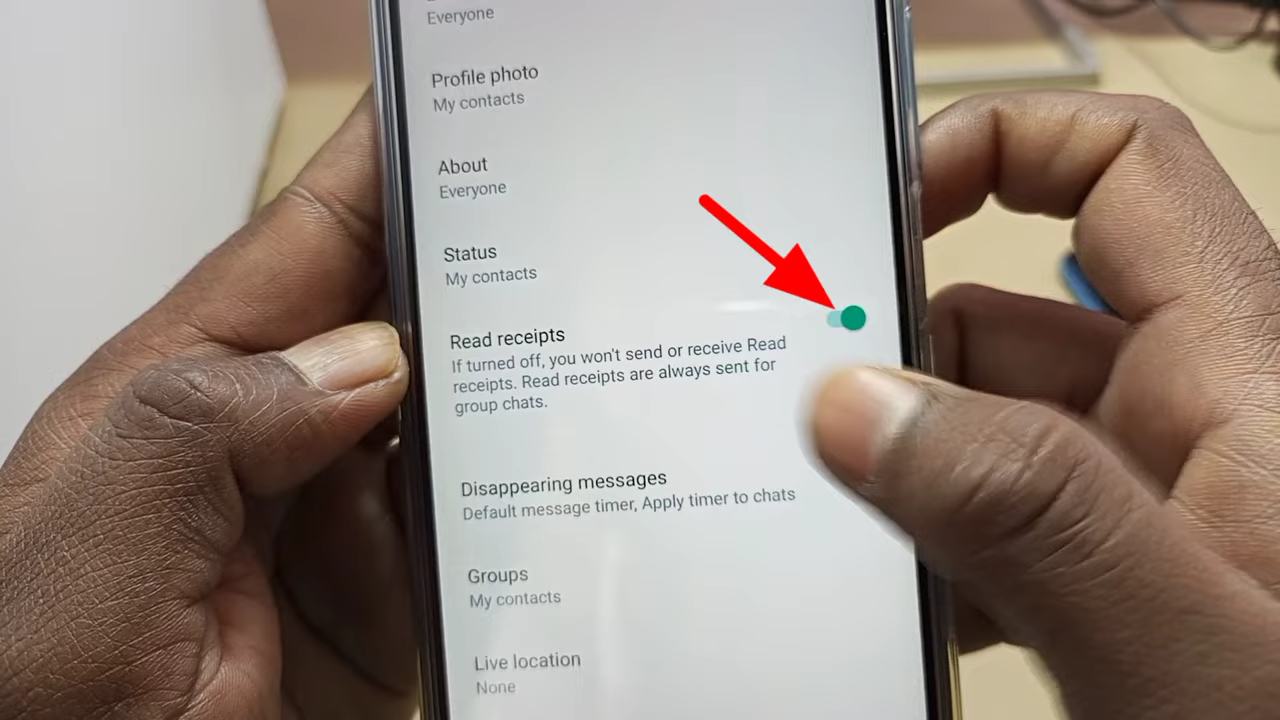 Everyone
Profile photo
My contacts
About
Everyone
Status
My contacts
Read receipts
If turned off, you won't send or receive Read
receipts. Read receipts are always sent for
group chats.
Disappearing messages
Default message timer, Apply timer to chats
Groups
My contacts
Live location
None